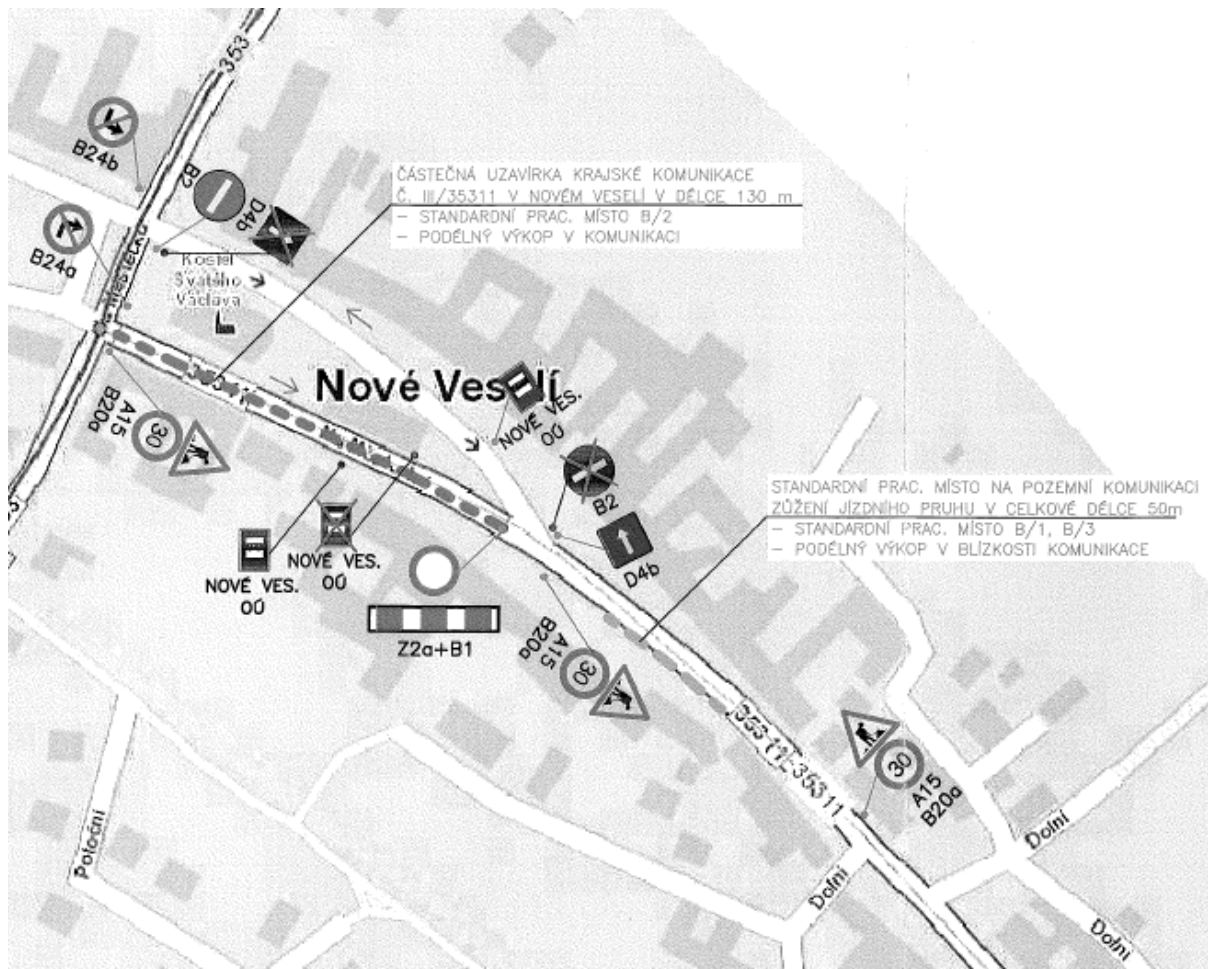 353
B24b
B2
D4b
ČÁSTEČNÁ UZAVÍRKA KRAJSKÉ KOMUNIKACE
Č. III/35311 V NOVÉM VESELÍ V DÉLCE 130 m
– STANDARDNÍ PRAC. MÍSTO B/2
– PODÉLNÝ VÝKOP V KOMUNIKACI
B24a
Městečko
Kostel
Svatého
Václava
Nové Veselí
NOVÉ VES.
OÚ
30
A15
B20a
B2
D4b
STANDARDNÍ PRAC. MÍSTO NA POZEMNÍ KOMUNIKACI
ZÚŽENÍ JÍZDNÍHO PRUHU V CELKOVÉ DÉLCE 50m
– STANDARDNÍ PRAC. MÍSTO B/1, B/3
– PODÉLNÝ VÝKOP V BLÍZKOSTI KOMUNIKACE
NOVÉ VES.
OÚ
NOVÉ VES.
OÚ
Z2a+B1
30
A15
B20a
35311
35311
30
A15
B20a
Potoční
Dolní
Dolní
Dolní